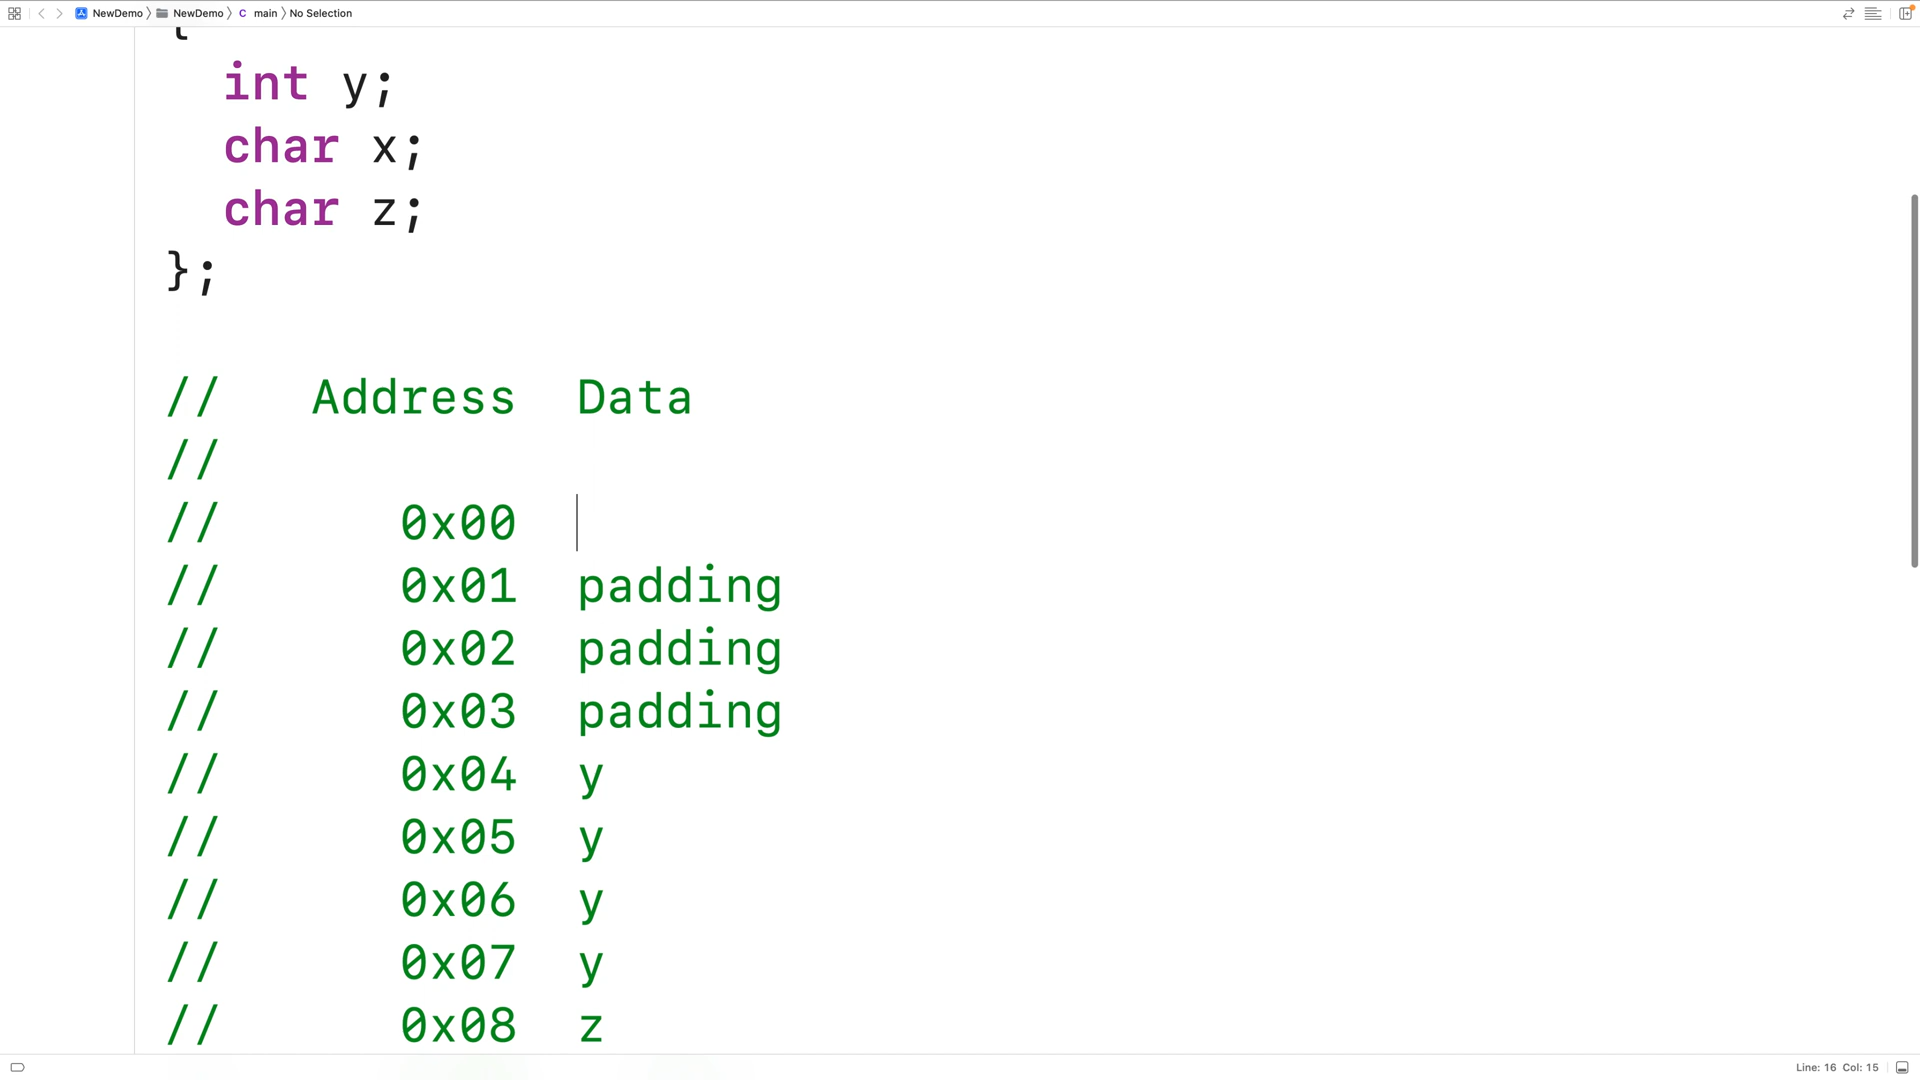 NewDemo 〉 NewDemo 〉 C main 〉 No Selection
{
int y;
char x;
char z;
};
// Address Data
//
// 0x00
// 0x01 padding
// 0x02 padding
// 0x03 padding
// 0x04 y
// 0x05 y
// 0x06 y
// 0x07 y
// 0x08 z
Line: 16 Col: 15